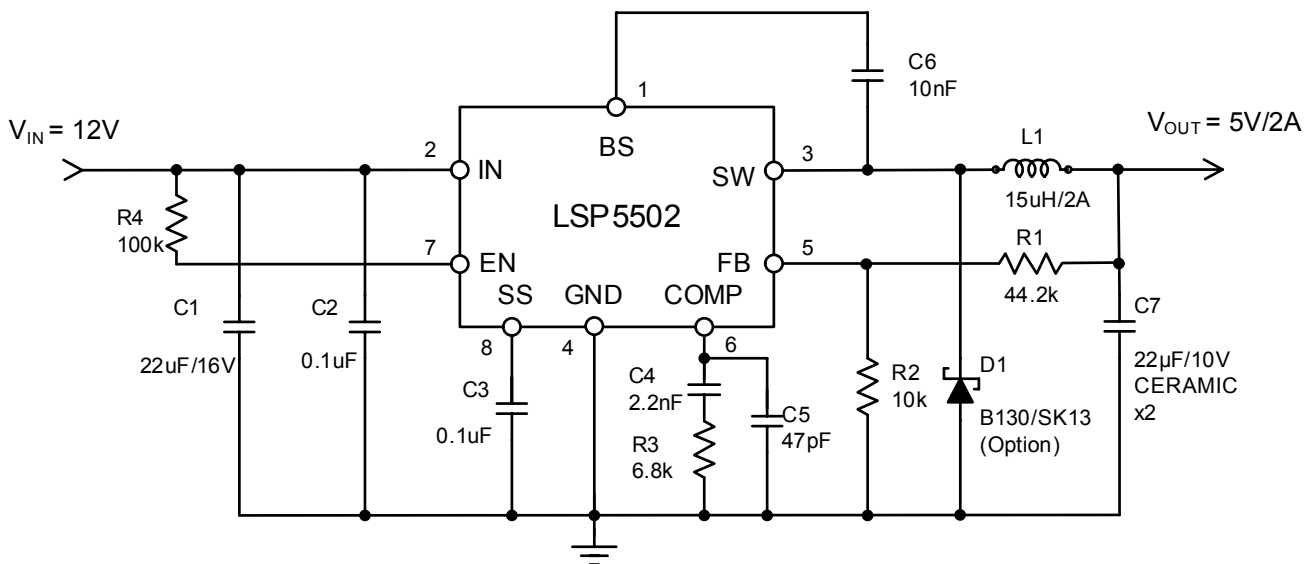 C6
10nF
1
V_IN = 12V
V_OUT = 5V/2A
BS
2
3
L1
IN
SW
15uH/2A
R4
100k
LSP5502
7
5
R1
EN
FB
44.2k
SS
GND
COMP
C1
C2
C7
8
4
6
22uF/16V
0.1uF
22µF/10V
CERAMIC
x2
C3
0.1uF
C4
2.2nF
C5
47pF
R3
6.8k
R2
10k
D1
B130/SK13
(Option)